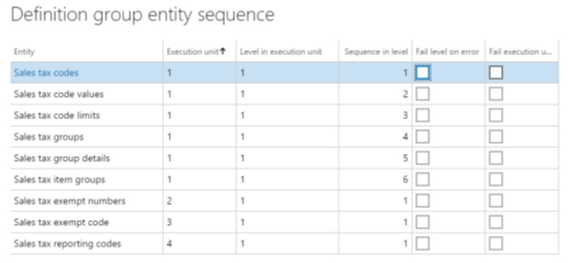 Definition group entity sequence
Entity Execution unit↑ Level in execution unit Sequence in level Fail level on error Fail execution u...
Sales tax codes 1 1 1
Sales tax code values 1 1 2
Sales tax code limits 1 1 3
Sales tax groups 1 1 4
Sales tax group details 1 1 5
Sales tax item groups 1 1 6
Sales tax exempt numbers 2 1 1
Sales tax exempt code 3 1 1
Sales tax reporting codes 4 1 1